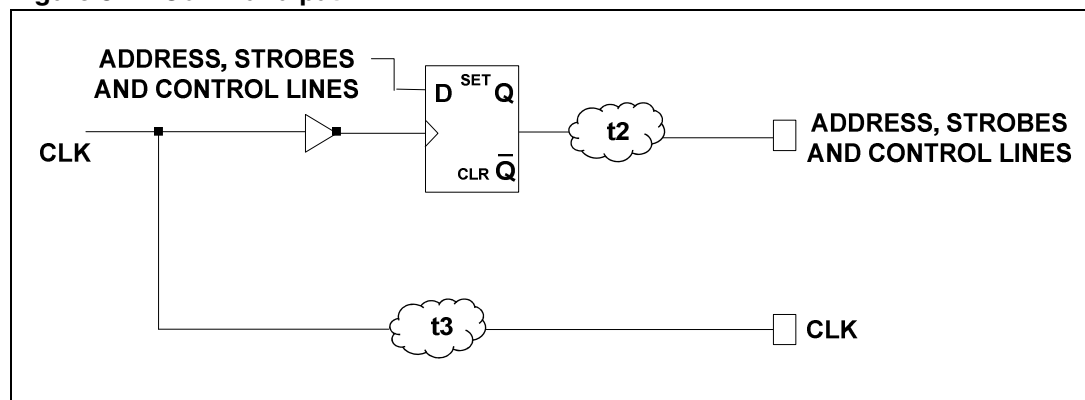 ADDRESS, STROBES
AND CONTROL LINES
D SET Q
CLR Q̅
CLK
t2
ADDRESS, STROBES
AND CONTROL LINES
t3
CLK